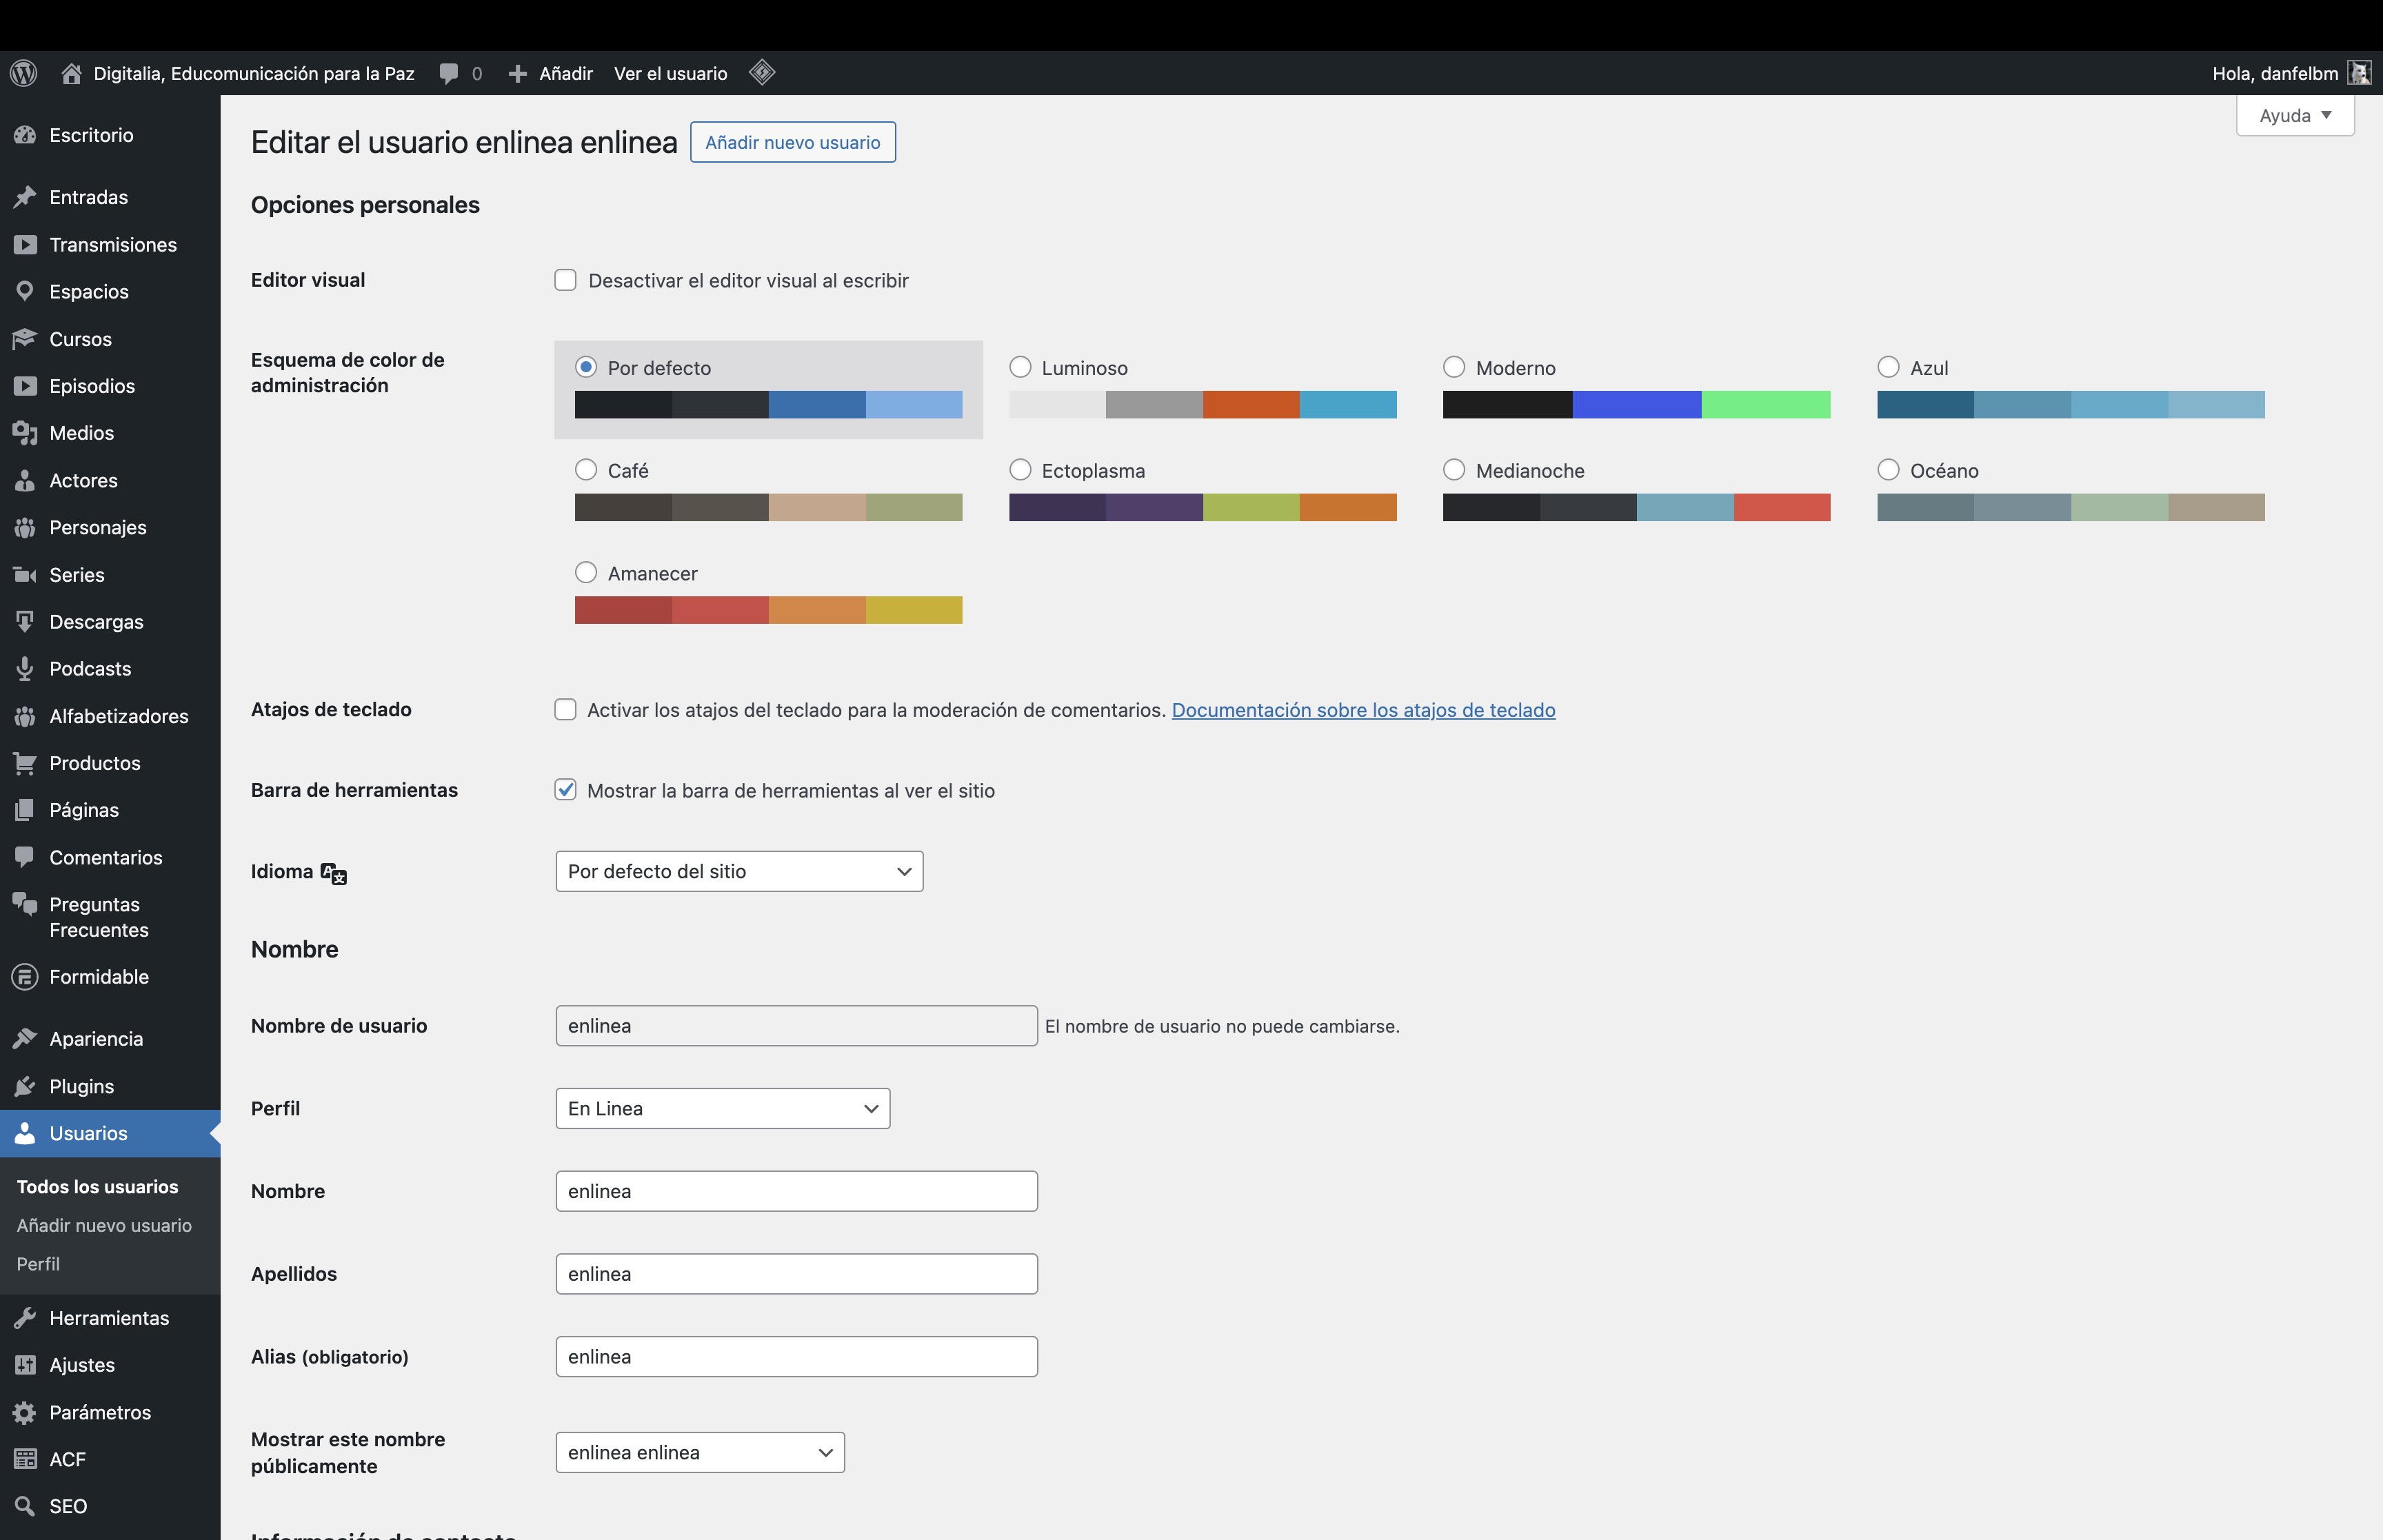 Digitalia, Educomunicación para la Paz 0 Añadir Ver el usuario Hola, danfelbm
Ayuda
Escritorio
Entradas
Transmisiones
Espacios
Cursos
Episodios
Medios
Actores
Personajes
Series
Descargas
Podcasts
Alfabetizadores
Productos
Páginas
Comentarios
Preguntas
Frecuentes
Formidable
Apariencia
Plugins
Usuarios
Todos los usuarios
Añadir nuevo usuario
Perfil
Herramientas
Ajustes
Parámetros
ACF
SEO
Editar el usuario enlinea enlinea Añadir nuevo usuario
Opciones personales
Editor visual Desactivar el editor visual al escribir
Esquema de color de
administración
Por defecto Luminoso Moderno Azul
Café Ectoplasma Medianoche Océano
Amanecer
Atajos de teclado Activar los atajos del teclado para la moderación de comentarios. Documentación sobre los atajos de teclado
Barra de herramientas Mostrar la barra de herramientas al ver el sitio
Idioma Por defecto del sitio
Nombre
Nombre de usuario enlinea El nombre de usuario no puede cambiarse.
Perfil En Linea
Nombre enlinea
Apellidos enlinea
Alias (obligatorio) enlinea
Mostrar este nombre
públicamente
enlinea enlinea
Información de contacto